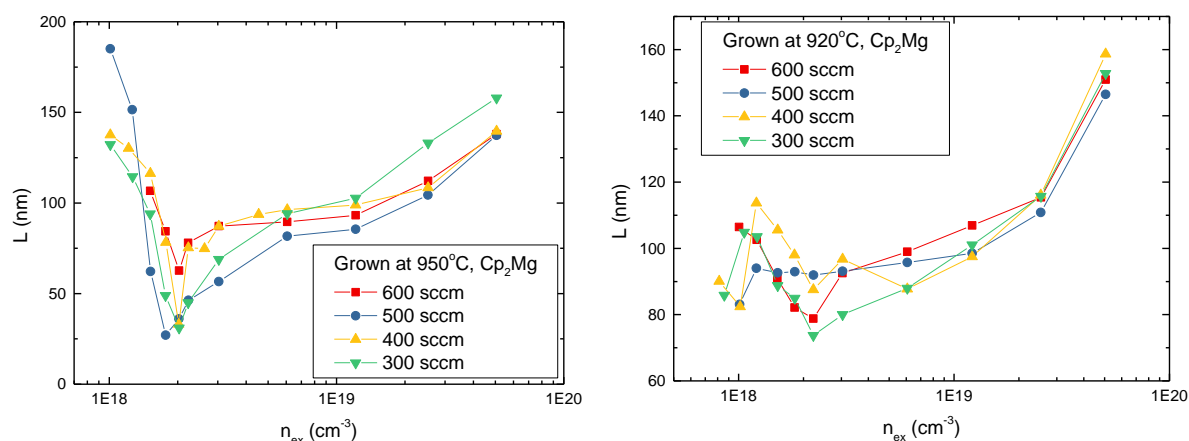 200
150
100
50
0
L (nm)
Grown at 950°C, Cp₂Mg
600 sccm
500 sccm
400 sccm
300 sccm
1E18
1E19
1E20
n_ex (cm⁻³)
160
140
120
100
80
60
L (nm)
Grown at 920°C, Cp₂Mg
600 sccm
500 sccm
400 sccm
300 sccm
1E18
1E19
1E20
n_ex (cm⁻³)